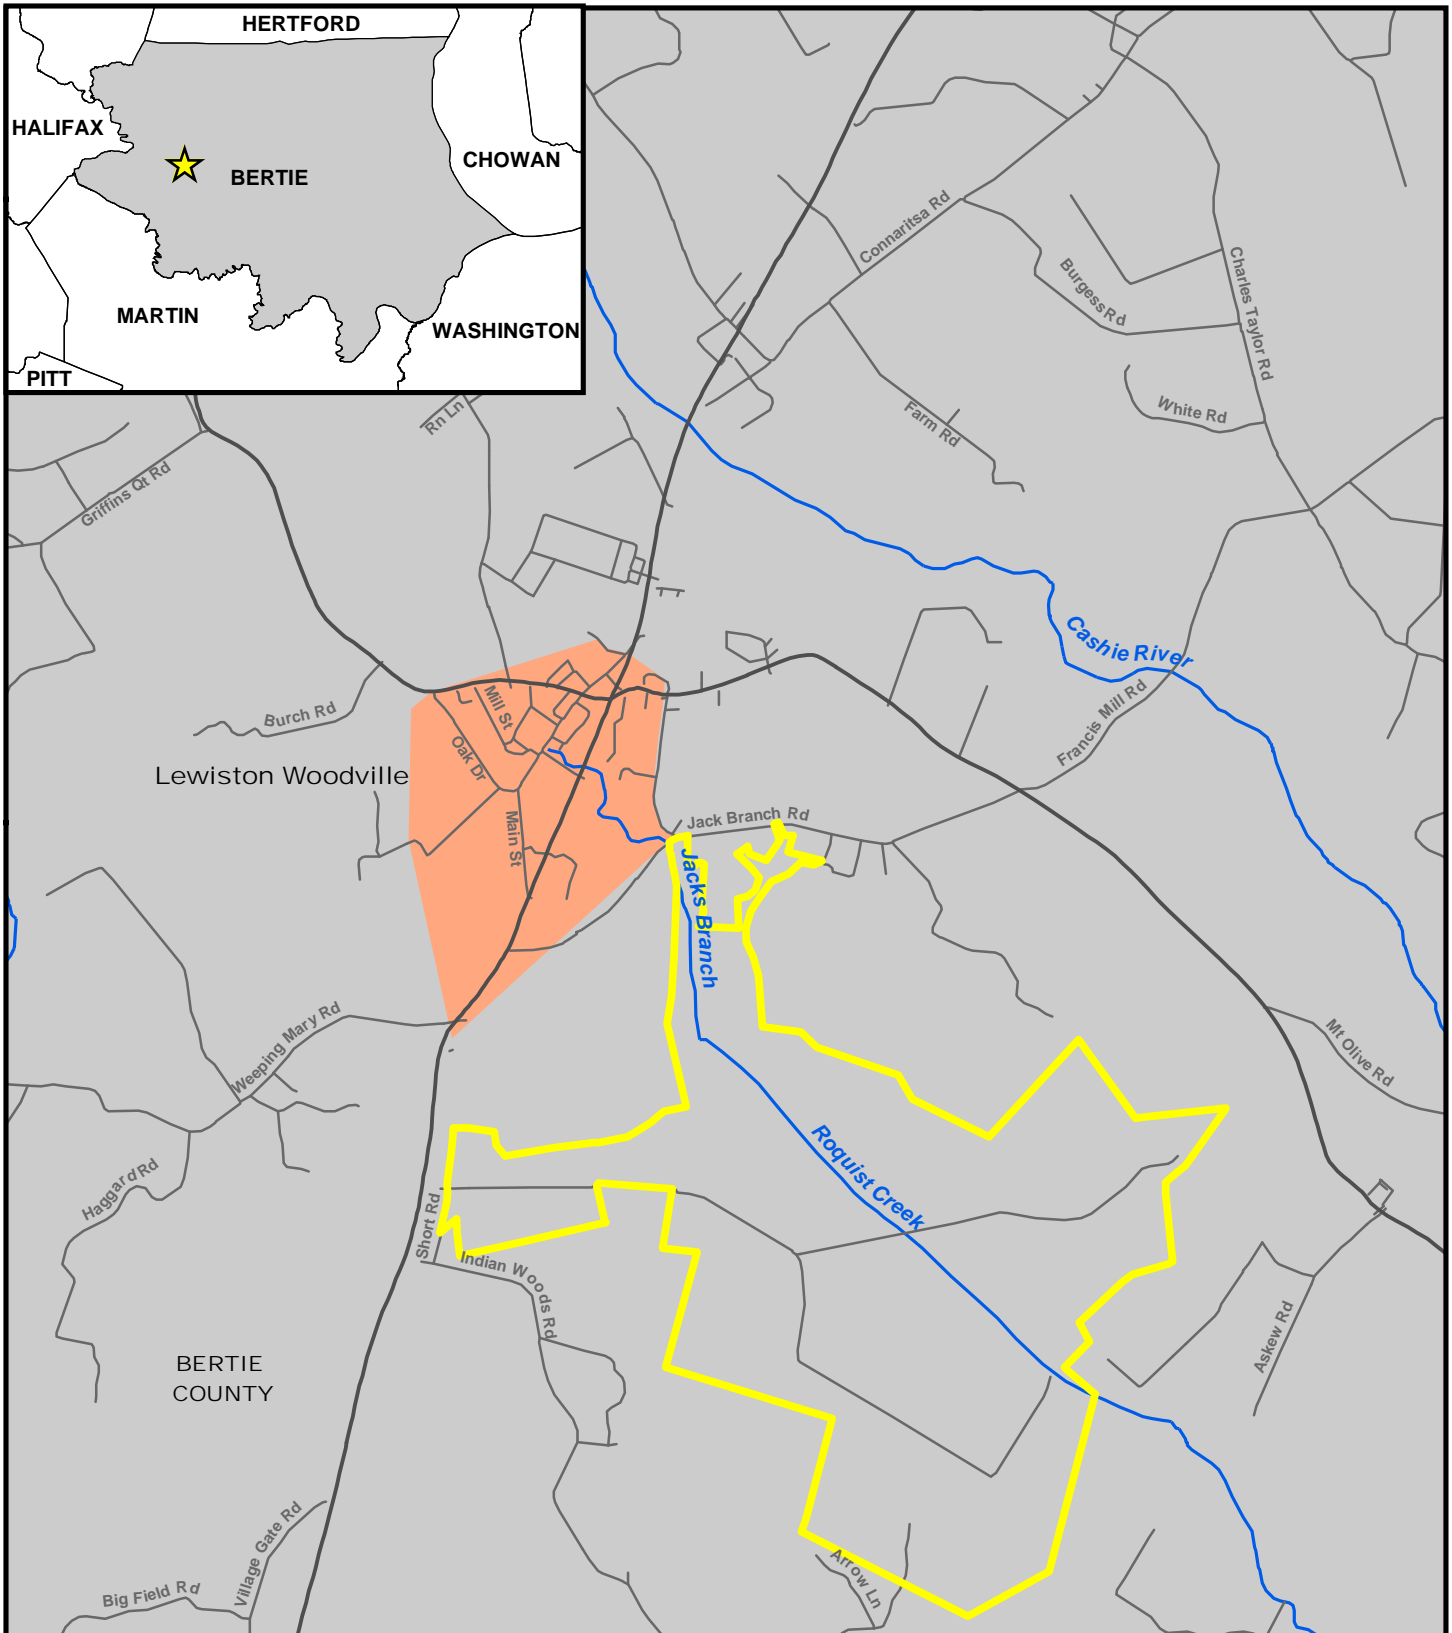 HERTFORD
HALIFAX
CHOWAN
BERTIE
MARTIN
WASHINGTON
PITT
Connaritsa Rd
Burgess Rd
Charles Taylor Rd
White Rd
Farm Rd
Rn Ln
Griffins Qt Rd
Cashie River
Francis Mill Rd
Burch Rd
Mill St
Oak Dr
Lewiston Woodville
Main St
Jack Branch Rd
Jacks Branch
Weeping Mary Rd
Mt Olive Rd
Haggard Rd
Roquist Creek
Short Rd
Indian Woods Rd
Askew Rd
BERTIE
COUNTY
Village Gate Rd
Big Field Rd
Arrow Ln